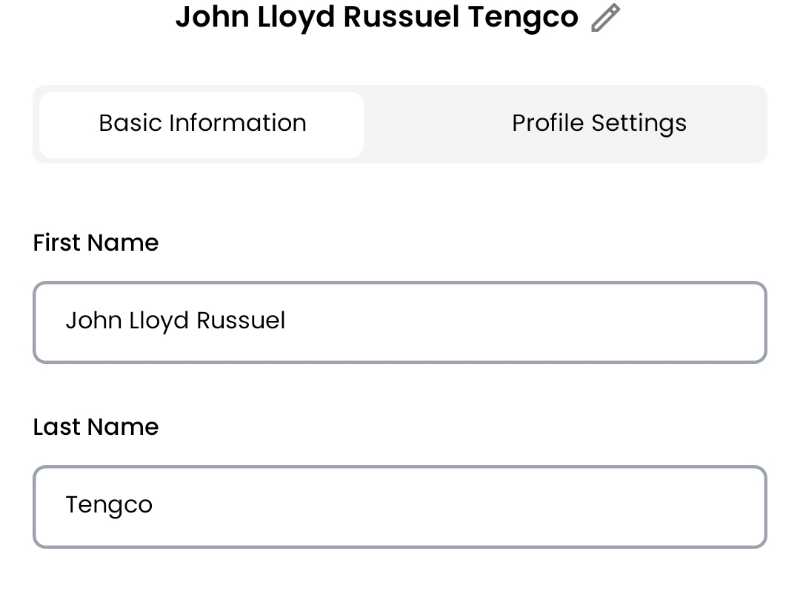 John Lloyd Russuel Tengco
Basic Information
Profile Settings
First Name
John Lloyd Russuel
Last Name
Tengco